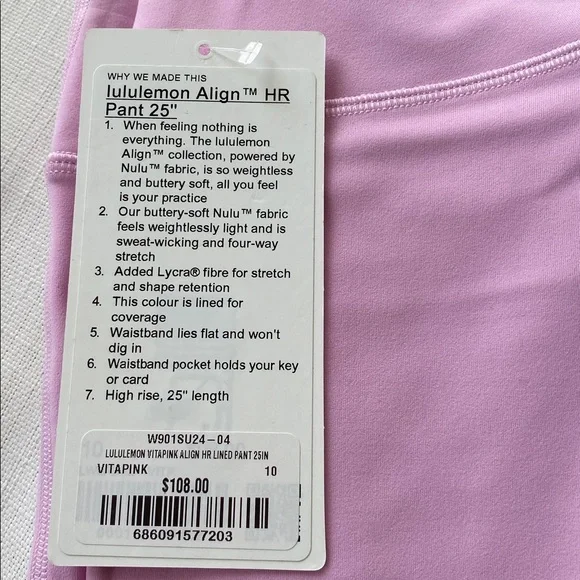 WHY WE MADE THIS
lululemon Align™ HR
Pant 25"
1. When feeling nothing is
everything. The lululemon
Align™ collection, powered by
Nulu™ fabric, is so weightless
and buttery soft, all you feel
is your practice
2. Our buttery-soft Nulu™ fabric
feels weightlessly light and is
sweat-wicking and four-way
stretch
3. Added Lycra® fibre for stretch
and shape retention
4. This colour is lined for
coverage
5. Waistband lies flat and won't
dig in
6. Waistband pocket holds your key
or card
7. High rise, 25" length
W901SU24-04
LULULEMON VITAPINK ALIGN HR LINED PANT 25IN
VITAPINK 10
$108.00
686091577203